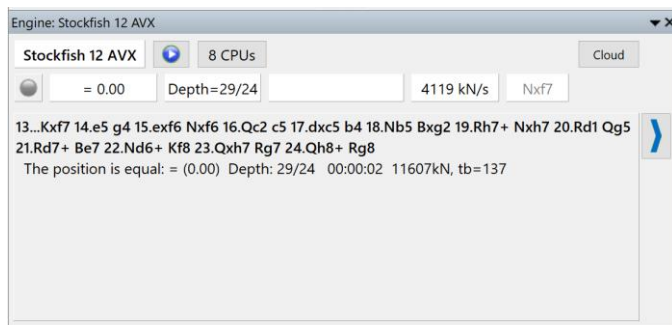 Engine: Stockfish 12 AVX
Stockfish 12 AVX 8 CPUs Cloud
= 0.00 Depth=29/24 4119 kN/s Nxf7
13...Kxf7 14.e5 g4 15.exf6 Nxf6 16.Qc2 c5 17.dxc5 b4 18.Nb5 Bxg2 19.Rh7+ Nxh7 20.Rd1 Qg5
21.Rd7+ Be7 22.Nd6+ Kf8 23.Qxh7 Rg7 24.Qh8+ Rg8
The position is equal: = (0.00) Depth: 29/24 00:00:02 11607kN, tb=137